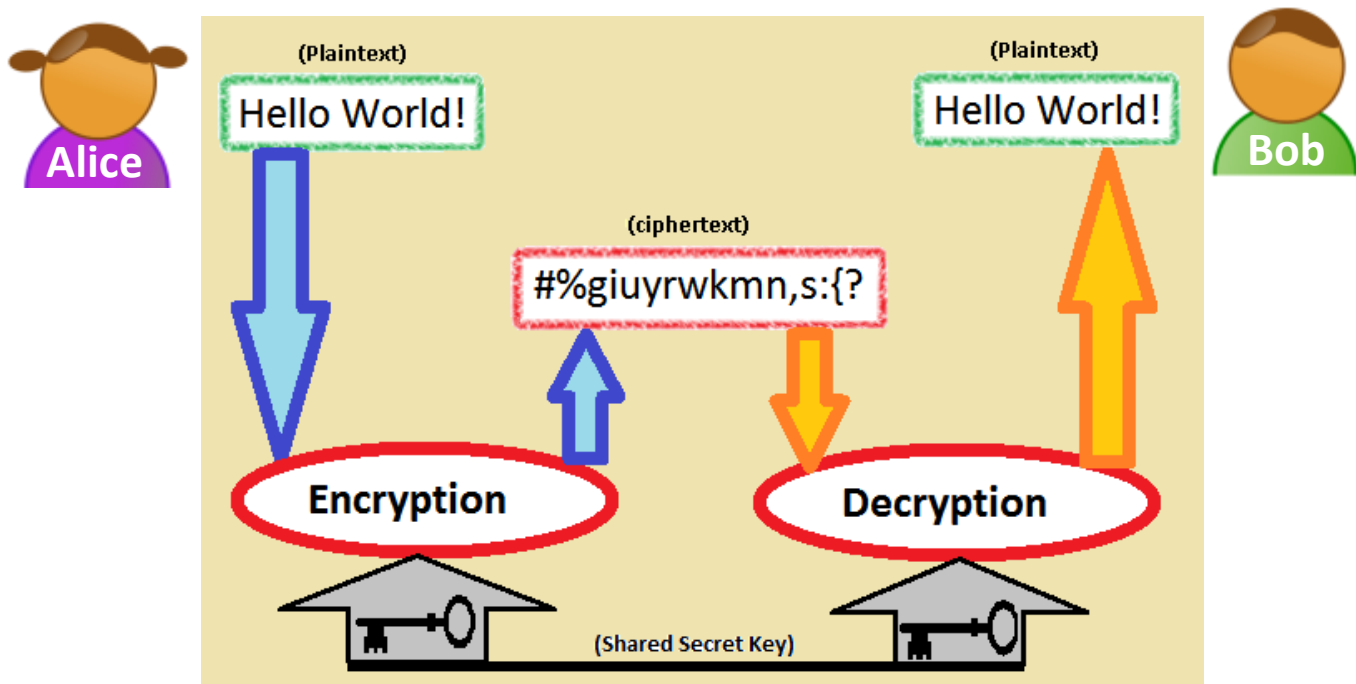 (Plaintext)
Hello World!
Alice
(Plaintext)
Hello World!
Bob
(ciphertext)
#%giuyrwkmn,s:{?
Encryption
Decryption
(Shared Secret Key)